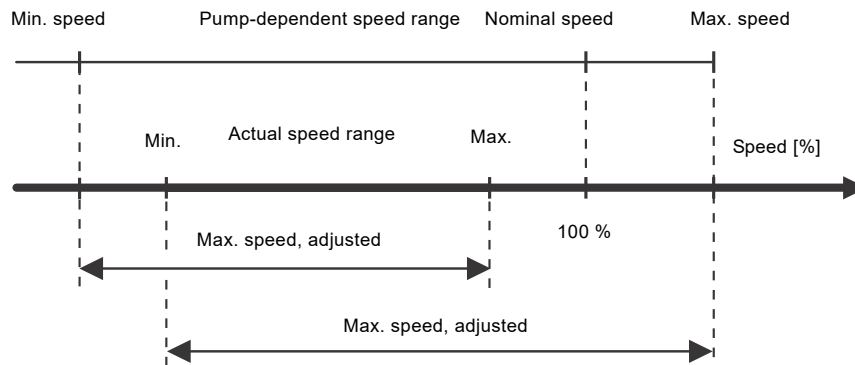 Min. speed
Pump-dependent speed range
Nominal speed
Max. speed
Min.
Actual speed range
Max.
Speed [%]
Max. speed, adjusted
100 %
Max. speed, adjusted